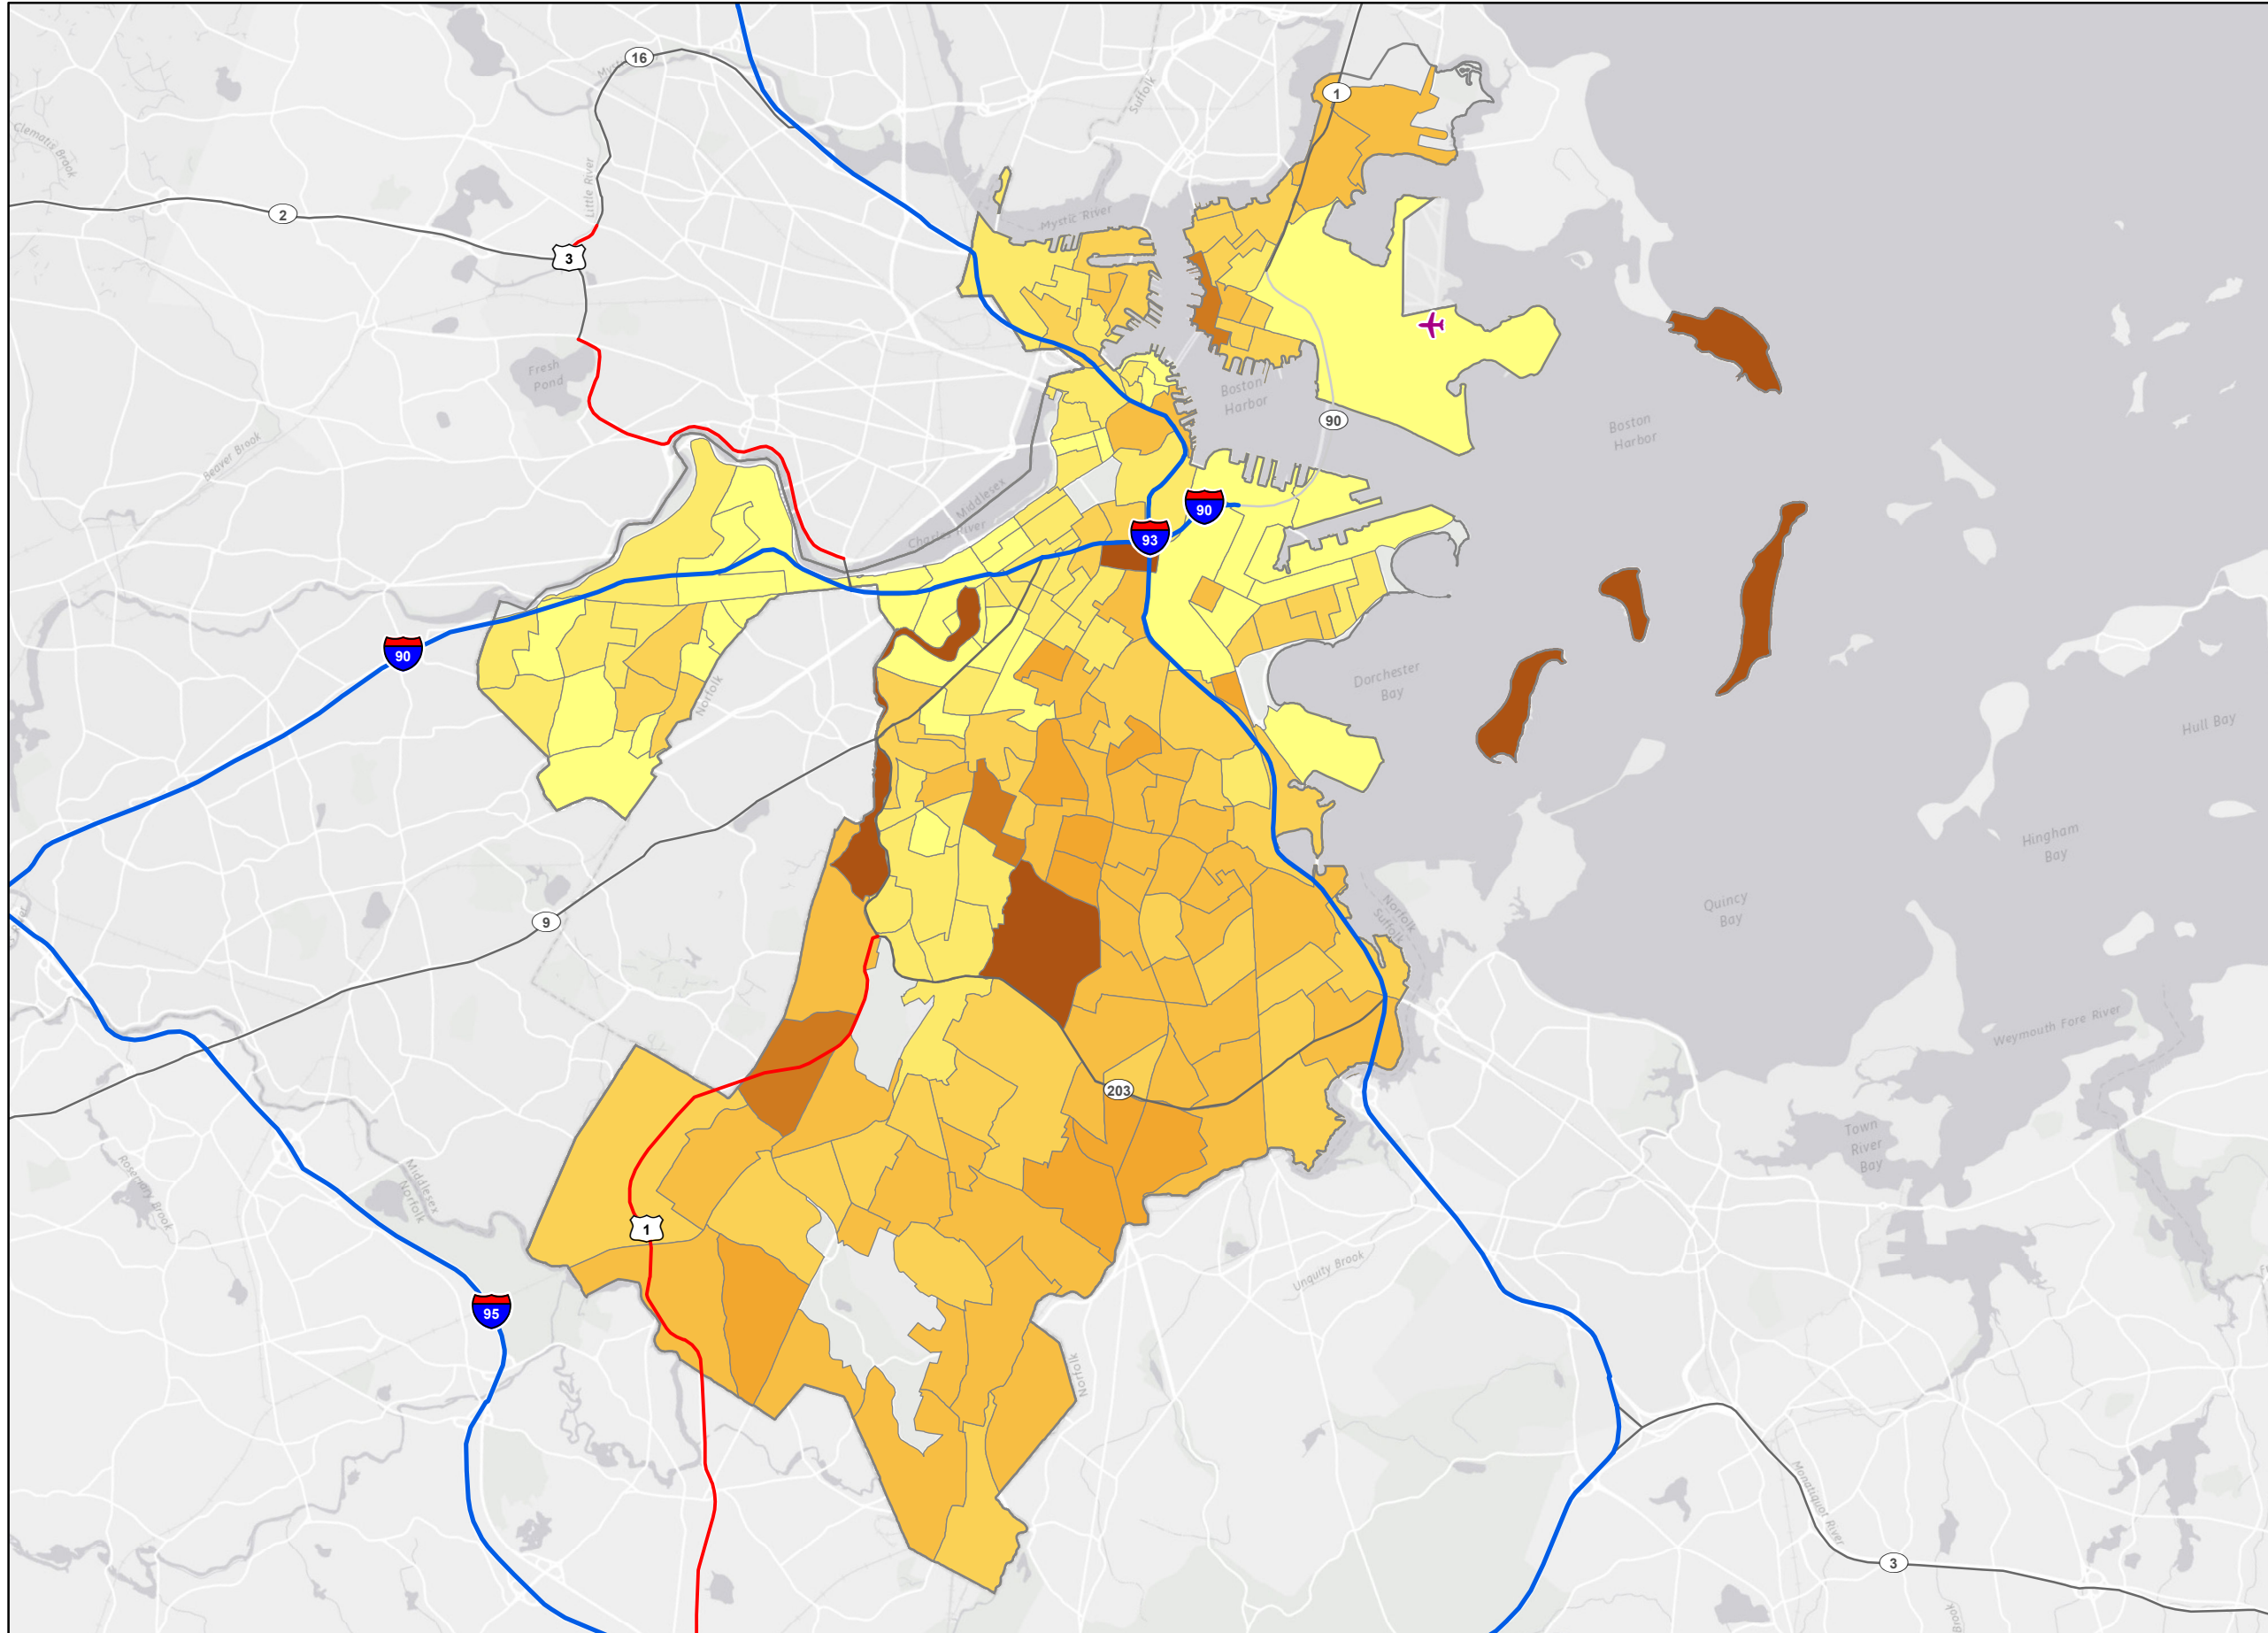 16
Suffolk
1
Clematis Brook
Little River
2
Mystic River
3
Fresh
Pond
Boston
Harbor
90
Boston
Harbor
Beaver Brook
Middlesex
Charles River
90
93
90
Norfolk
Dorchester
Bay
Hull Bay
Hingham
Bay
9
Norfolk
Suffolk
Quincy
Bay
Weymouth Fore River
203
Town
River
Bay
Rosemary Brook
Middlesex
Norfolk
1
Unquity Brook
95
Norfolk
Monatiquot River
3
Brook